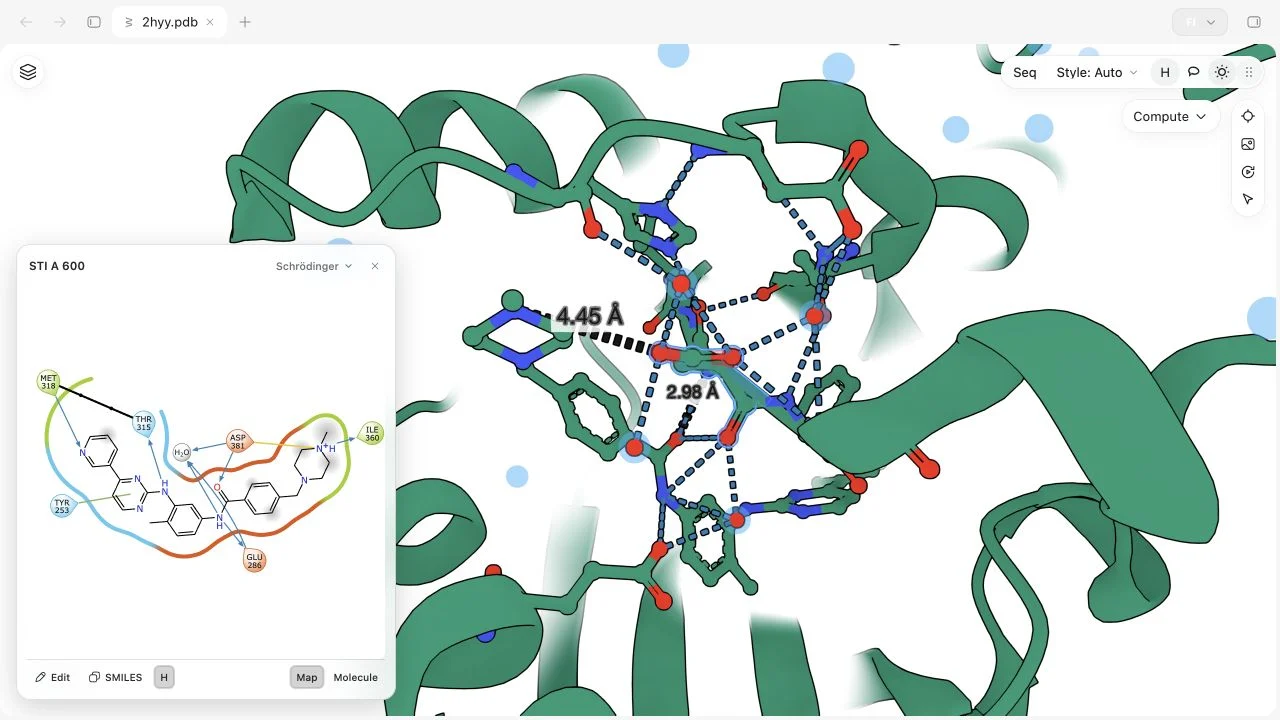 2hyy.pdb
FI
Seq
Style: Auto
H
Compute
4.45 Å
2.98 Å
STI A 600
Schrödinger
MET
318
THR
315
H₂O
ASP
381
ILE
360
N⁺H
N
N
O
N
H
N
TYR
253
N
N
H
GLU
286
Edit
SMILES
H
Map
Molecule